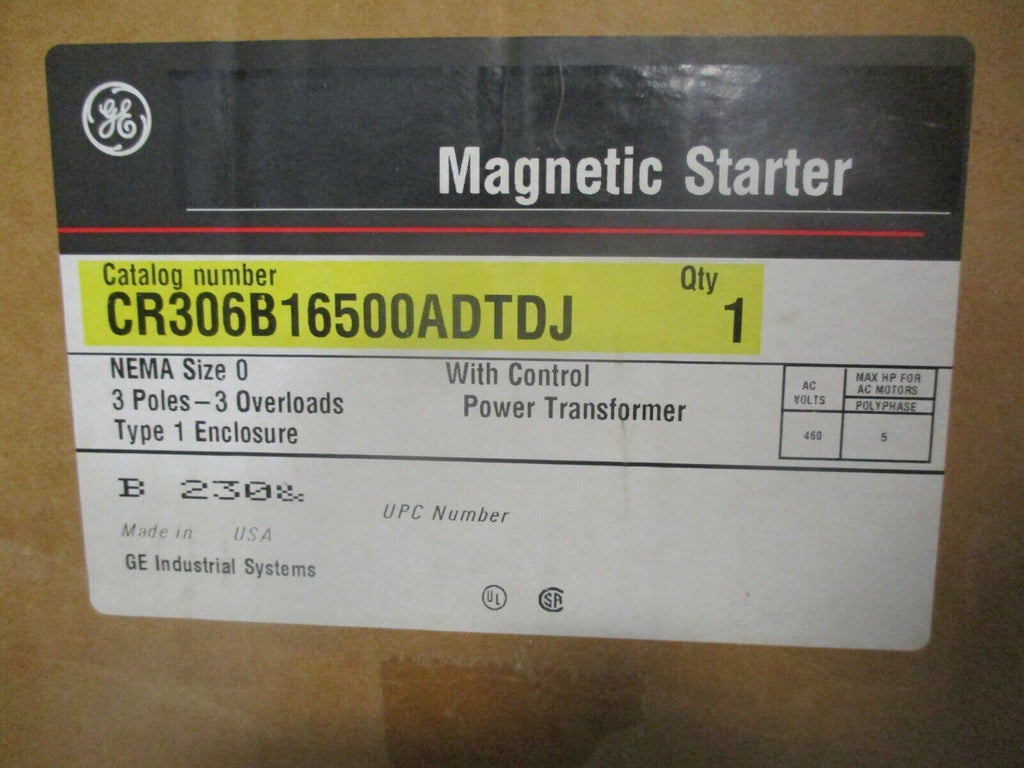 GE
Magnetic Starter
Catalog number
Qty
CR306B16500ADTDJ
1
NEMA Size 0
With Control
3 Poles-3 Overloads
Power Transformer
Type 1 Enclosure
AC VOLTS
MAX HP FOR
AC MOTORS
POLYPHASE
460
5
B 2308&
UPC Number
Made in USA
GE Industrial Systems
UL
SA